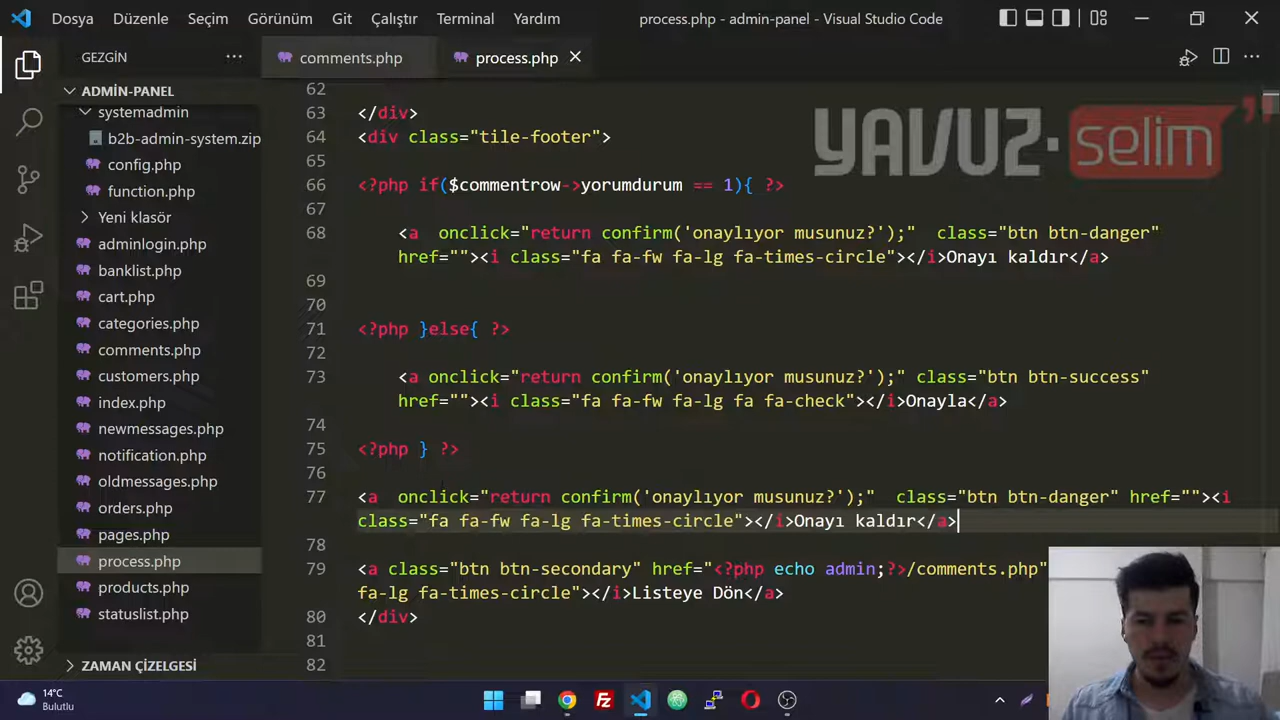 Dosya Düzenle Seçim Görünüm Git Çalıştır Terminal Yardım
process.php - admin-panel - Visual Studio Code
GEZGİN
comments.php
process.php
ADMİN-PANEL
systemadmin
b2b-admin-system.zip
config.php
function.php
Yeni klasör
adminlogin.php
banklist.php
cart.php
categories.php
comments.php
customers.php
index.php
newmessages.php
notification.php
oldmessages.php
orders.php
pages.php
process.php
products.php
statuslist.php
ZAMAN ÇİZELGESİ
62
63 </div>
64 <div class="tile-footer">
65
66 <?php if($commentrow->yorumdurum == 1){ ?>
67
68 <a onclick="return confirm('onaylıyor musunuz?');" class="btn btn-danger"
href=""><i class="fa fa-fw fa-lg fa-times-circle"></i>Onayı kaldır</a>
69
70
71 <?php }else{ ?>
72
73 <a onclick="return confirm('onaylıyor musunuz?');" class="btn btn-success"
href=""><i class="fa fa-fw fa-lg fa fa-check"></i>Onayla</a>
74
75 <?php } ?>
76
77 <a onclick="return confirm('onaylıyor musunuz?');" class="btn btn-danger" href=""><i
class="fa fa-fw fa-lg fa-times-circle"></i>Onayı kaldır</a>
78
79 <a class="btn btn-secondary" href="<?php echo admin;?>/comments.php"
fa-lg fa-times-circle"></i>Listeye Dön</a>
80 </div>
81
82
YAVUZ selim
14°C
Bulutlu